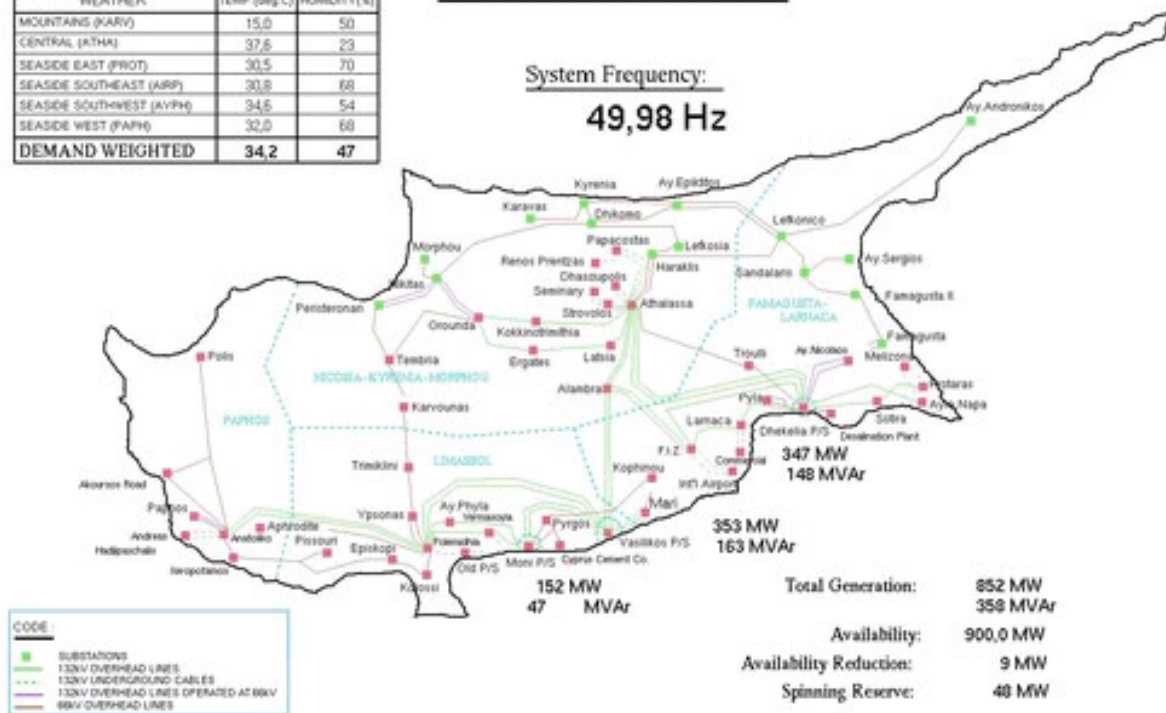 WEATHER TEMP (deg C) HUMIDITY (%)
MOUNTAINS (KARV) 15,0 50
CENTRAL (ATHA) 37,6 23
SEASIDE EAST (PROT) 30,5 70
SEASIDE SOUTHEAST (AIRP) 30,8 68
SEASIDE SOUTHWEST (AVPH) 34,6 54
SEASIDE WEST (PAPH) 32,0 68
DEMAND WEIGHTED 34,2 47
System Frequency:
49,98 Hz
Ay.Andronikos
Kyrenia
Ay.Epikititos
Karavas
Dhikomo
Lefkonico
Papacostas
Lefkosia
Morphou
Renos Prentzas
Haraklis
Ay Sergios
Dhasoupolis
Sandalaris
Seminary
Athalassa
Famagusta II
Peristeronari
FAMAGUSTA-
LARNACA
Strovolos
Orounda
Kokkinotrimithia
Famagusta
Ergates
Latsia
Troulli
Ay.Nicolaos
Melizona
Polis
Tembria
NICOSIA-KYRENIA-MORPHOU
Alambra
Protaras
Karvounas
Pyla
Ayia Napa
PAPHOS
Larnaca
Dhekelia P/S
Sotira
Desalination Plant
Trimiklini
LIMASSOL
F.I.Z.
Commercial
347 MW
148 MVAr
Kophinou
Int'l Airport
Akoursos Road
Mari
Paphos
Ypsonas
Ay.Phyla
Yermasoyia
Pyrgos
353 MW
163 MVAr
Andreas
Hadjipaschalis
Anatoliko
Aphrodite
Pissouri
Episkopi
Polemidhia
Vasilikos P/S
Xeropotamos
Old P/S
Moni P/S
Cyprus Cement Co.
Kolossi
152 MW
47 MVAr
Total Generation: 852 MW
358 MVAr
Availability: 900,0 MW
Availability Reduction: 9 MW
Spinning Reserve: 48 MW
CODE :
SUBSTATIONS
132kV OVERHEAD LINES
132kV UNDERGROUND CABLES
132kV OVERHEAD LINES OPERATED AT 66kV
66kV OVERHEAD LINES